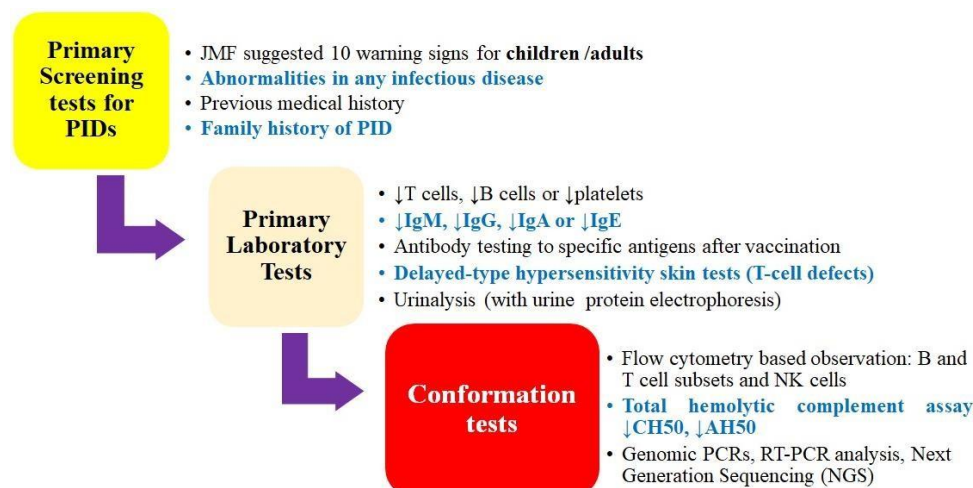 Primary
Screening
tests for
PIDs
• JMF suggested 10 warning signs for children /adults
• Abnormalities in any infectious disease
• Previous medical history
• Family history of PID
Primary
Laboratory
Tests
• ↓T cells, ↓B cells or ↓platelets
• ↓IgM, ↓IgG, ↓IgA or ↓IgE
• Antibody testing to specific antigens after vaccination
• Delayed-type hypersensitivity skin tests (T-cell defects)
• Urinalysis (with urine protein electrophoresis)
Conformation
tests
• Flow cytometry based observation: B and
T cell subsets and NK cells
• Total hemolytic complement assay
↓CH50, ↓AH50
• Genomic PCRs, RT-PCR analysis, Next
Generation Sequencing (NGS)